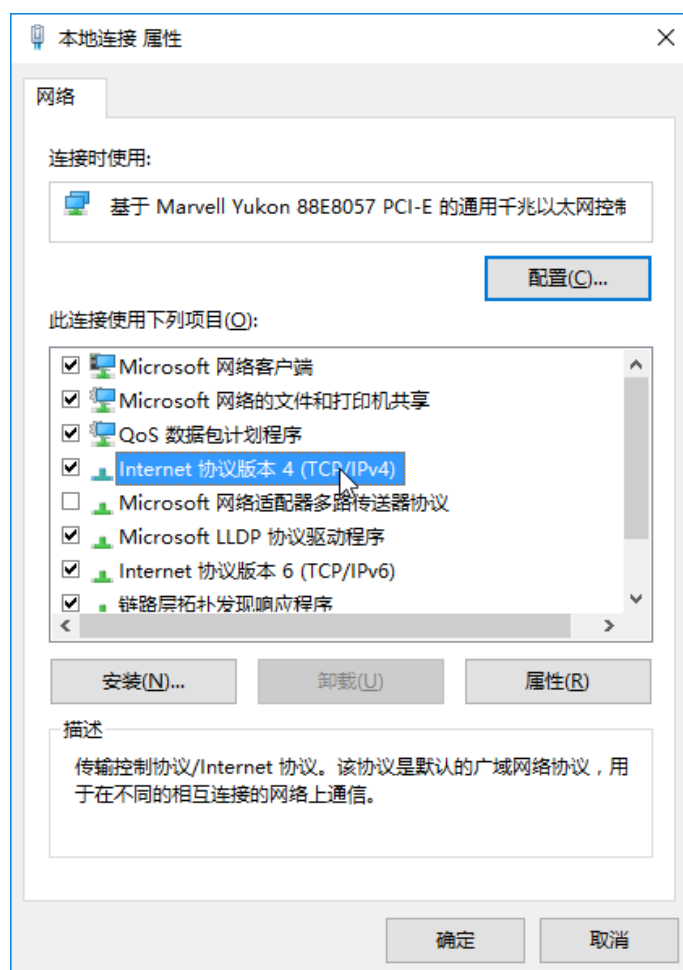 本地连接 属性
网络
连接时使用:
基于 Marvell Yukon 88E8057 PCI-E 的通用千兆以太网控制
此连接使用下列项目(O):
Microsoft 网络客户端
Microsoft 网络的文件和打印机共享
QoS 数据包计划程序
Internet 协议版本 4 (TCP/IPv4)
Microsoft 网络适配器多路传送器协议
Microsoft LLDP 协议驱动程序
Internet 协议版本 6 (TCP/IPv6)
链路层拓扑发现响应程序
配置(C)...
安装(N)...
卸载(U)
属性(R)
描述
传输控制协议/Internet 协议。该协议是默认的广域网络协议，用
于在不同的相互连接的网络上通信。
确定
取消